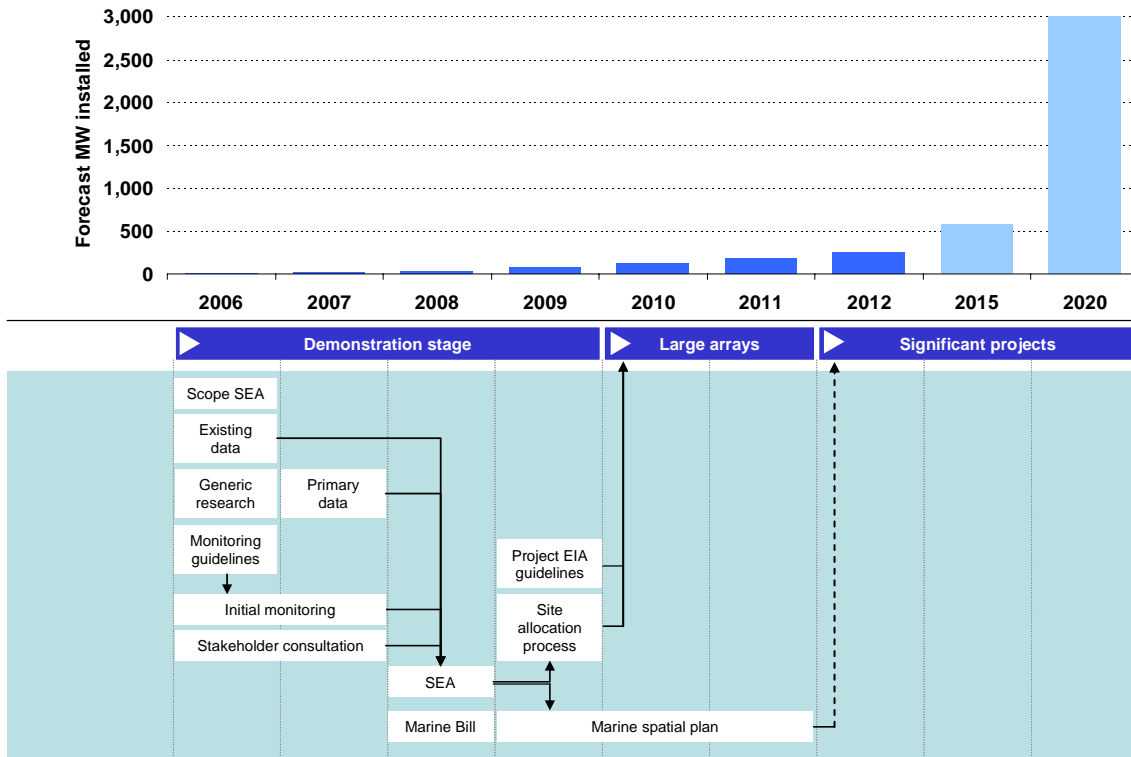 Forecast MW installed
3,000
2,500
2,000
1,500
1,000
500
0
2006 2007 2008 2009 2010 2011 2012 2015 2020
Demonstration stage Large arrays Significant projects
Scope SEA
Existing
data
Generic
research
Primary
data
Monitoring
guidelines
Project EIA
guidelines
Initial monitoring
Site
allocation
process
Stakeholder consultation
SEA
Marine Bill
Marine spatial plan